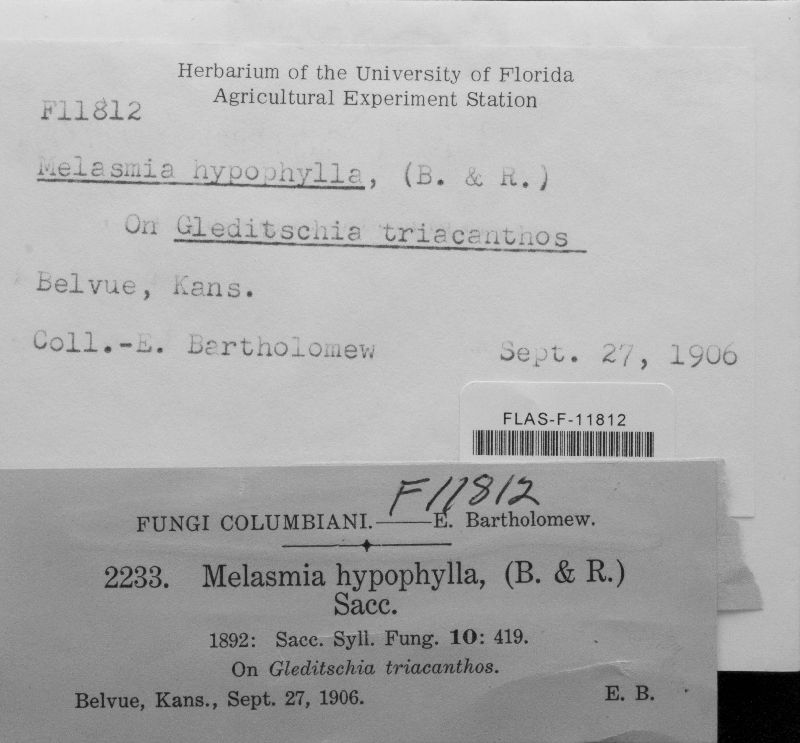 Herbarium of the University of Florida
Agricultural Experiment Station
F11812
Melasmia hypophylla, (B. & R.)
On Gleditschia triacanthos
Belvue, Kans.
Coll.-E. Bartholomew Sept. 27, 1906
FLAS-F-11812
F11812
FUNGI COLUMBIANI.—E. Bartholomew.
2233. Melasmia hypophylla, (B. & R.)
Sacc.
1892: Sacc. Syll. Fung. 10: 419.
On Gleditschia triacanthos.
Belvue, Kans., Sept. 27, 1906. E. B.